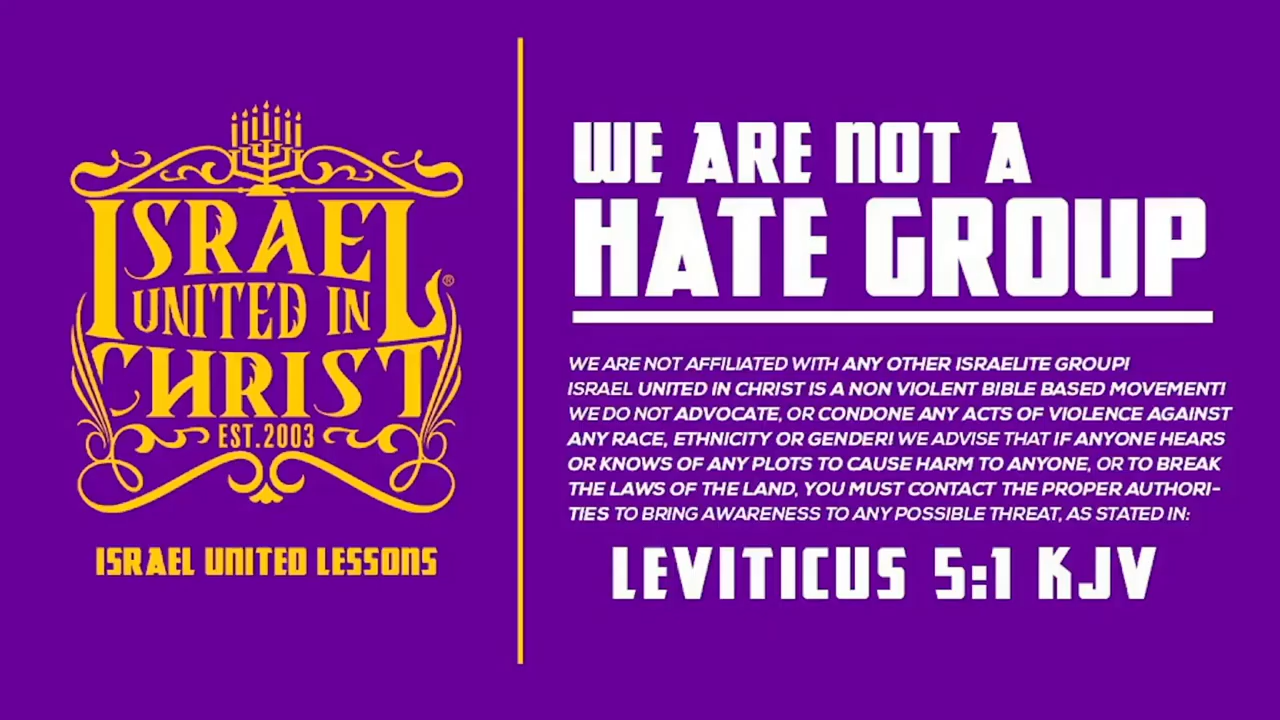 ISRAEL
UNITED IN
CHRIST
®
EST.2003
ISRAEL UNITED LESSONS
WE ARE NOT A
HATE GROUP
WE ARE NOT AFFILIATED WITH ANY OTHER ISRAELITE GROUP!
ISRAEL UNITED IN CHRIST IS A NON VIOLENT BIBLE BASED MOVEMENT!
WE DO NOT ADVOCATE, OR CONDONE ANY ACTS OF VIOLENCE AGAINST
ANY RACE, ETHNICITY OR GENDER! WE ADVISE THAT IF ANYONE HEARS
OR KNOWS OF ANY PLOTS TO CAUSE HARM TO ANYONE, OR TO BREAK
THE LAWS OF THE LAND, YOU MUST CONTACT THE PROPER AUTHORI-
TIES TO BRING AWARENESS TO ANY POSSIBLE THREAT, AS STATED IN:
LEVITICUS 5:1 KJV